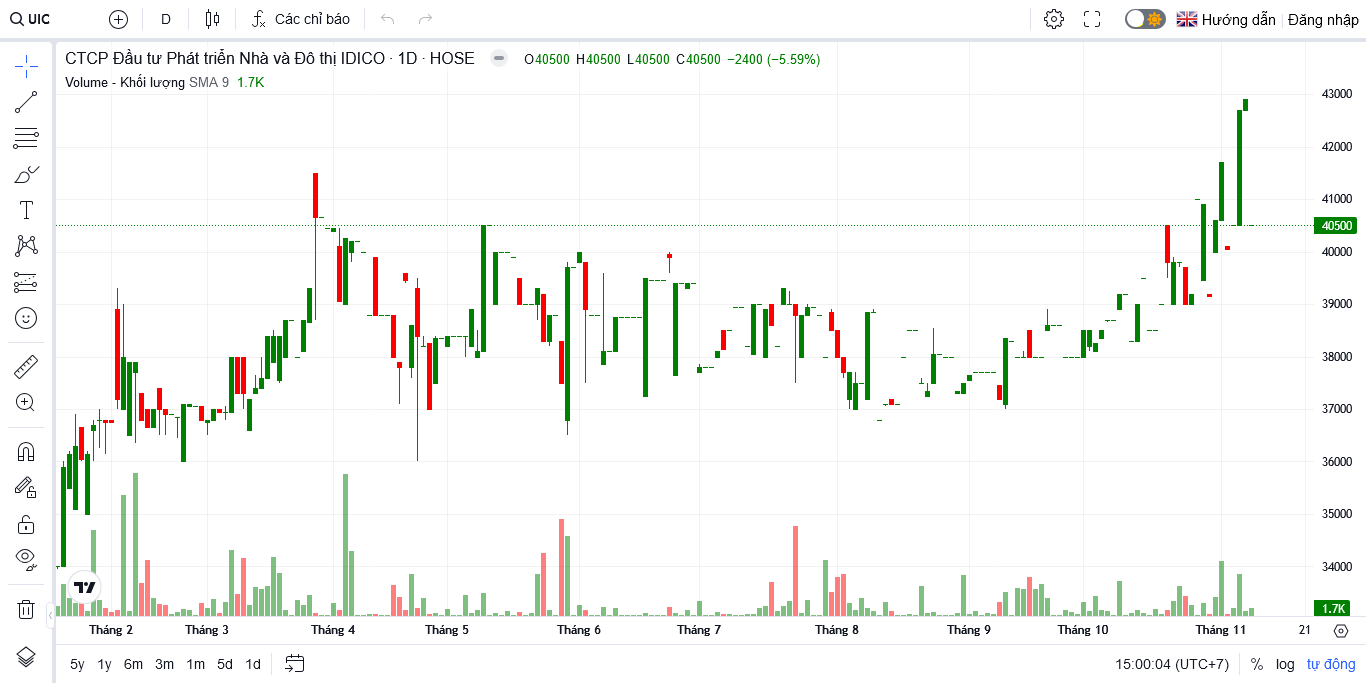 UIC D Các chỉ báo Hướng dẫn Đăng nhập
CTCP Đầu tư Phát triển Nhà và Đô thị IDICO · 1D · HOSE O40500 H40500 L40500 C40500 −2400 (−5.59%)
Volume - Khối lượng SMA 9 1.7K
43000
42000
41000
40500
40000
39000
38000
37000
36000
35000
34000
1.7K
Tháng 2 Tháng 3 Tháng 4 Tháng 5 Tháng 6 Tháng 7 Tháng 8 Tháng 9 Tháng 10 Tháng 11 21
5y 1y 6m 3m 1m 5d 1d 15:00:04 (UTC+7) % log tự động